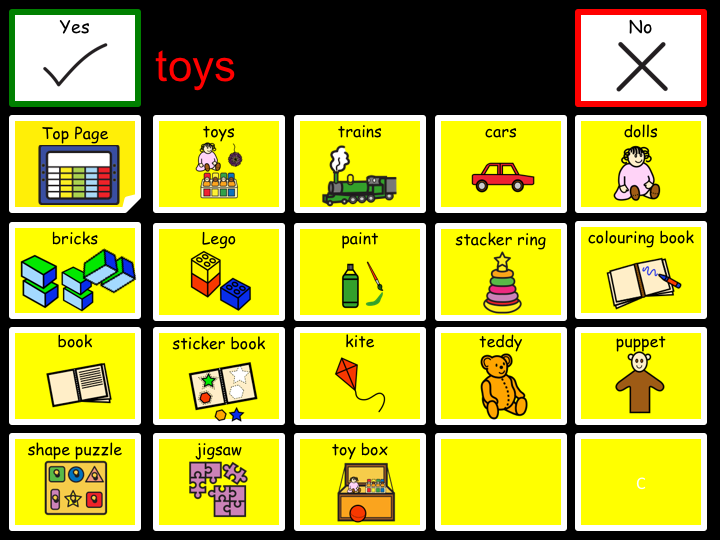 Yes
toys
No
Top Page
toys
trains
cars
dolls
bricks
Lego
paint
stacker ring
colouring book
book
sticker book
kite
teddy
puppet
shape puzzle
jigsaw
toy box
C